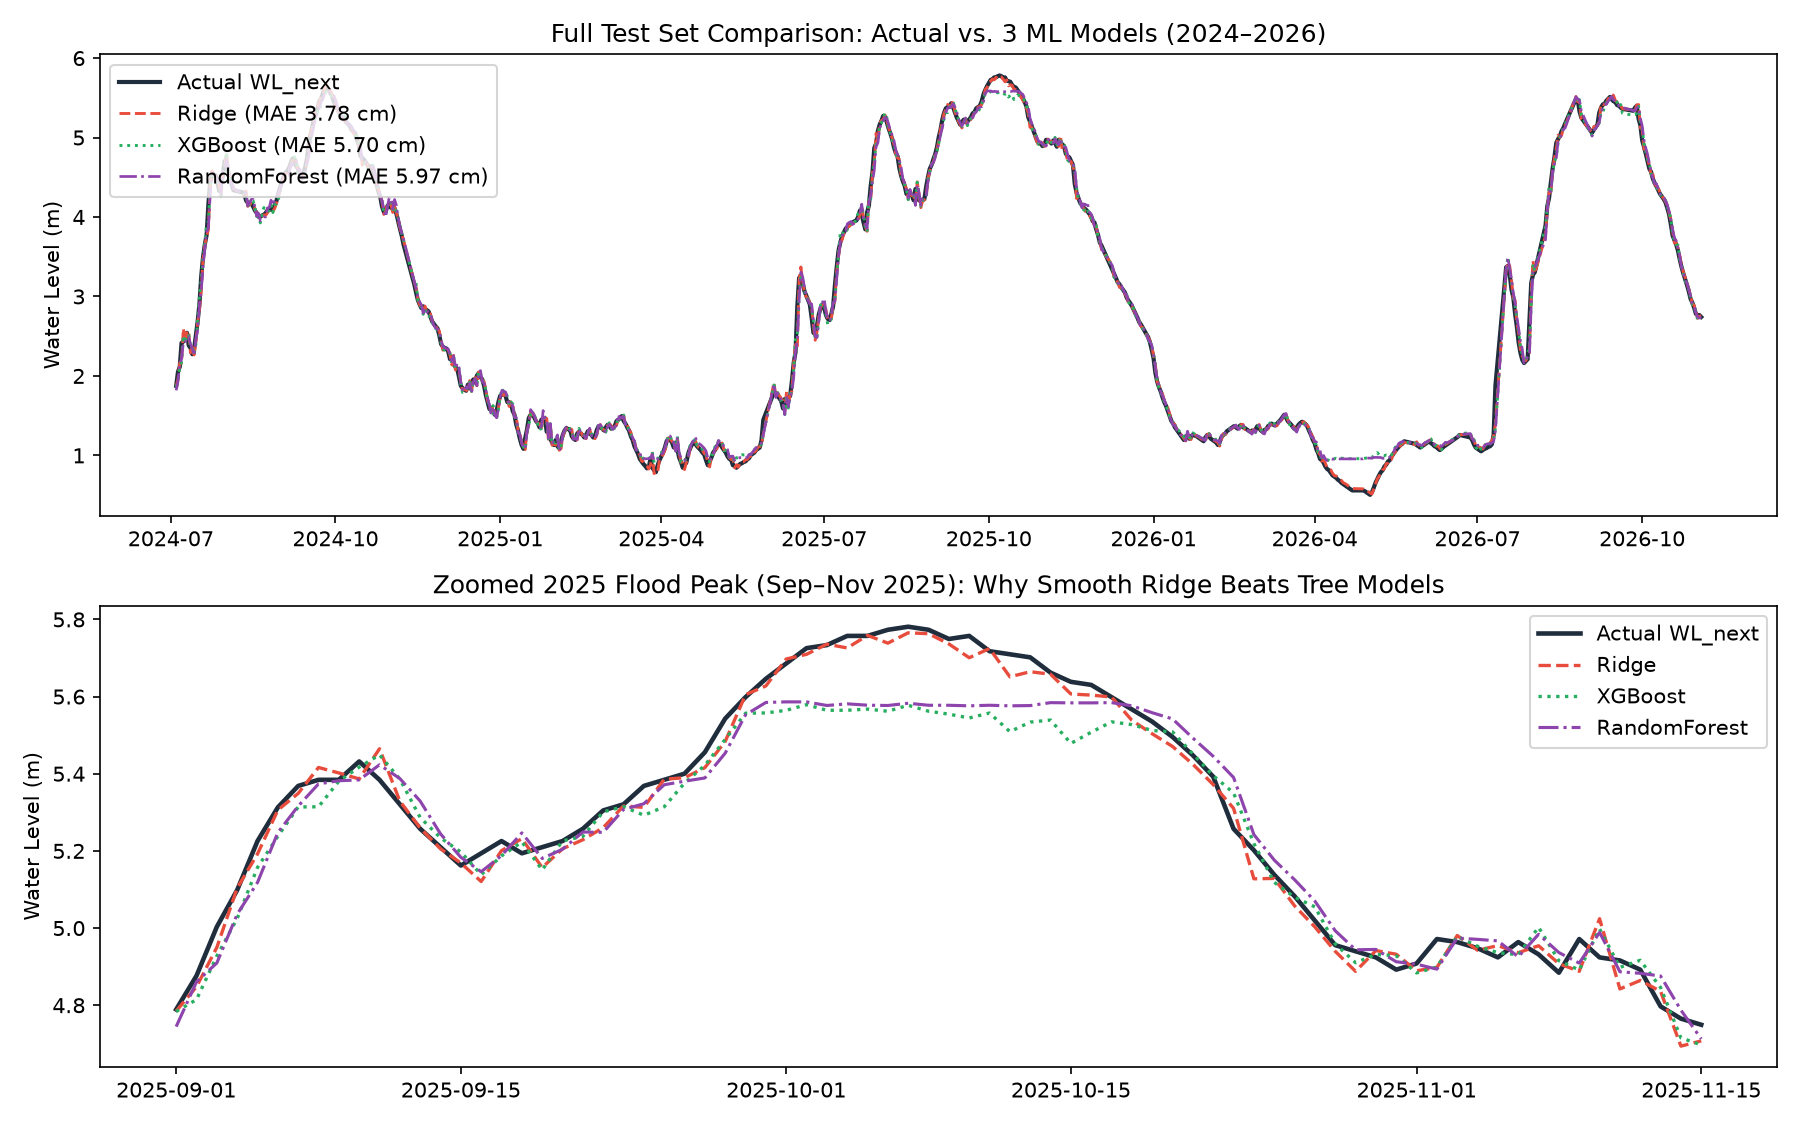 Full Test Set Comparison: Actual vs. 3 ML Models (2024–2026)
6
5
4
3
2
1
Water Level (m)
Actual WL_next
Ridge (MAE 3.78 cm)
XGBoost (MAE 5.70 cm)
RandomForest (MAE 5.97 cm)
2024-07 2024-10 2025-01 2025-04 2025-07 2025-10 2026-01 2026-04 2026-07 2026-10
Zoomed 2025 Flood Peak (Sep–Nov 2025): Why Smooth Ridge Beats Tree Models
5.8
5.6
5.4
5.2
5.0
4.8
Water Level (m)
Actual WL_next
Ridge
XGBoost
RandomForest
2025-09-01 2025-09-15 2025-10-01 2025-10-15 2025-11-01 2025-11-15